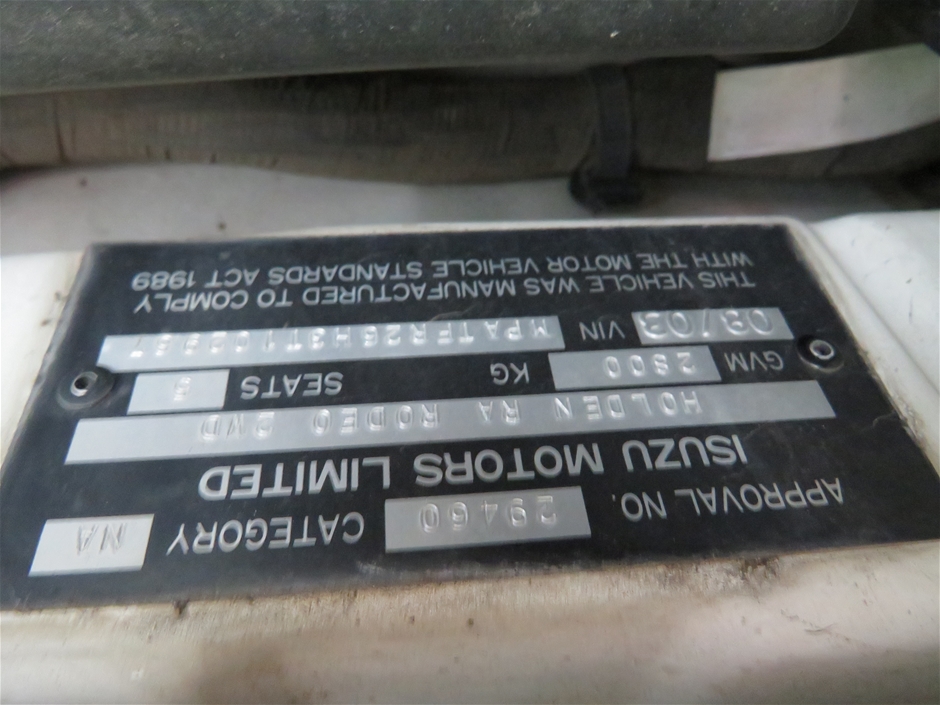 APPROVAL NO. 29460 CATEGORY NA
ISUZU MOTORS LIMITED
HOLDEN RA RODEO 2WD
GVM 2800 KG SEATS
08/03 VIN
THIS VEHICLE WAS MANUFACTURED TO COMPLY
WITH THE MOTOR VEHICLE STANDARDS ACT 1989